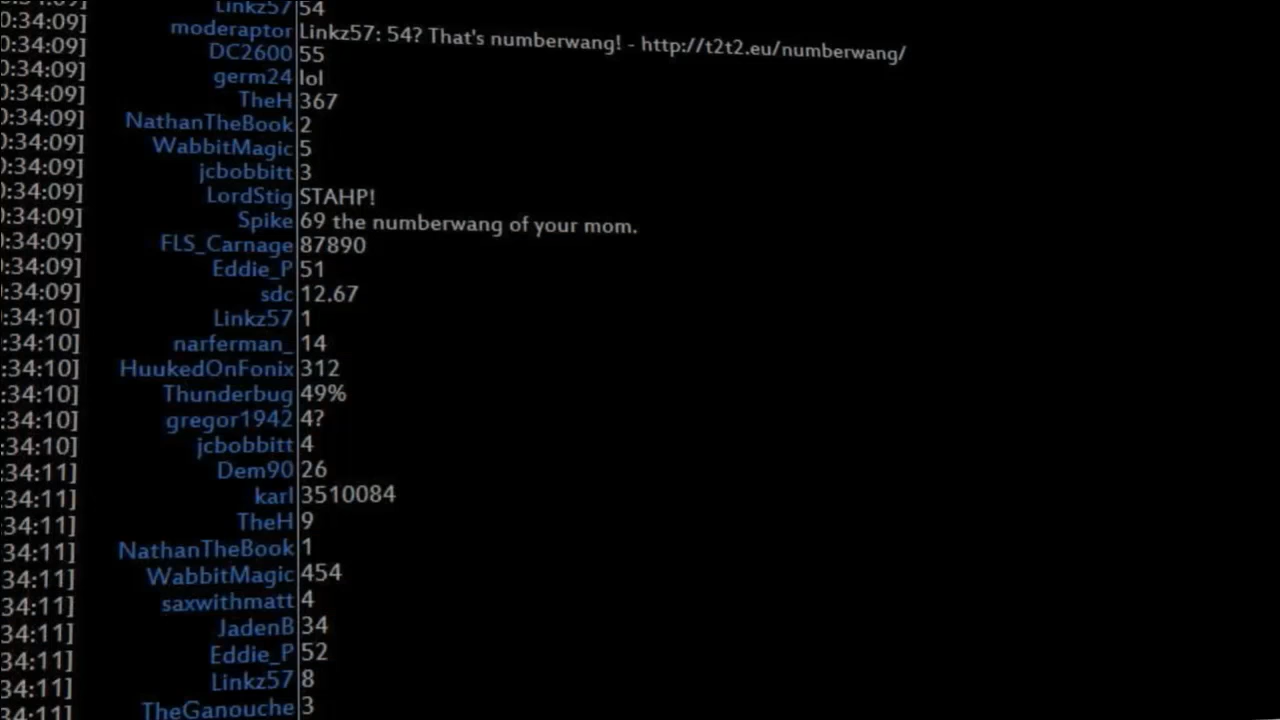 0:34:09] Linkz57 54
0:34:09] moderaptor Linkz57: 54? That's numberwang! - http://t2t2.eu/numberwang/
0:34:09] DC2600 55
0:34:09] germ24 lol
0:34:09] TheH 367
0:34:09] NathanTheBook 2
0:34:09] WabbitMagic 5
0:34:09] jcbobbitt 3
0:34:09] LordStig STAHP!
0:34:09] Spike 69 the numberwang of your mom.
:34:09] FLS_Carnage 87890
:34:09] Eddie_P 51
:34:09] sdc 12.67
:34:10] Linkz57 1
:34:10] narferman_ 14
:34:10] HuukedOnFonix 312
:34:10] Thunderbug 49%
:34:10] gregor1942 4?
:34:10] jcbobbitt 4
:34:11] Dem90 26
34:11] karl 3510084
34:11] TheH 9
34:11] NathanTheBook 1
34:11] WabbitMagic 454
34:11] saxwithmatt 4
34:11] JadenB 34
34:11] Eddie_P 52
34:11] Linkz57 8
34:11] TheGanouche 3